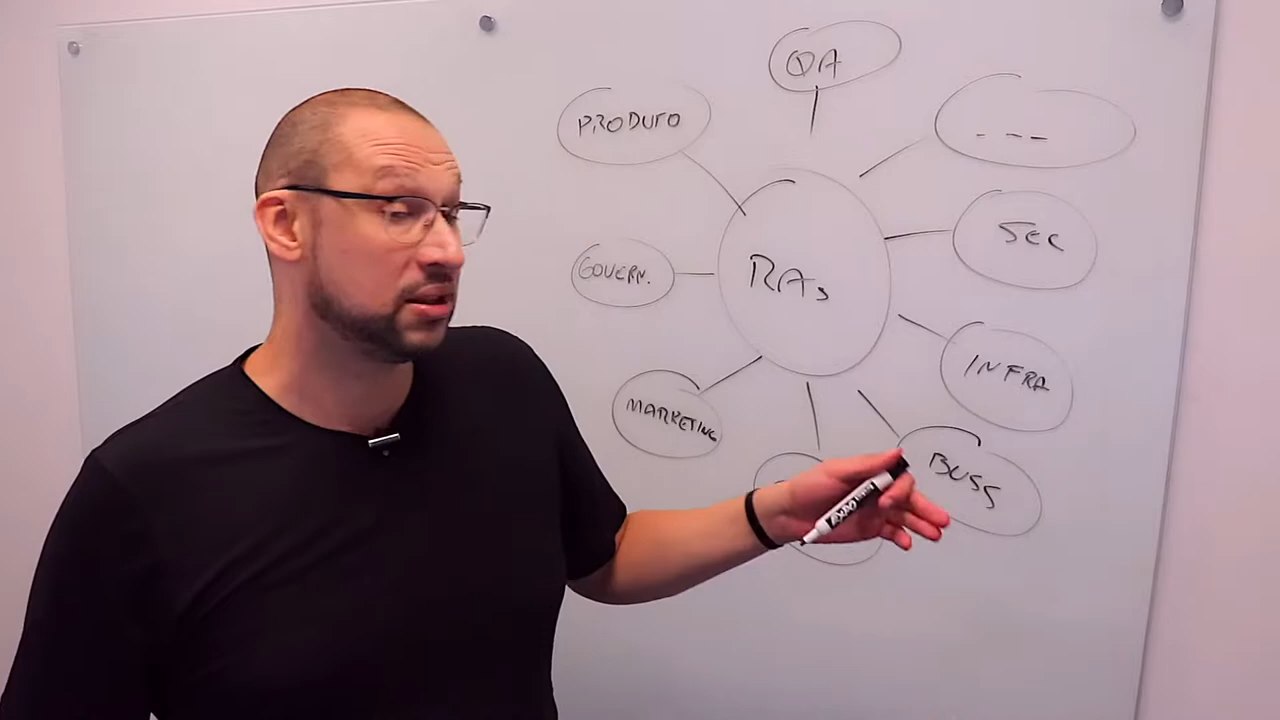 QA
PRODUTO
- - -
SEC
GOVERN.
RAs
INFRA
MARKETING
BUSS